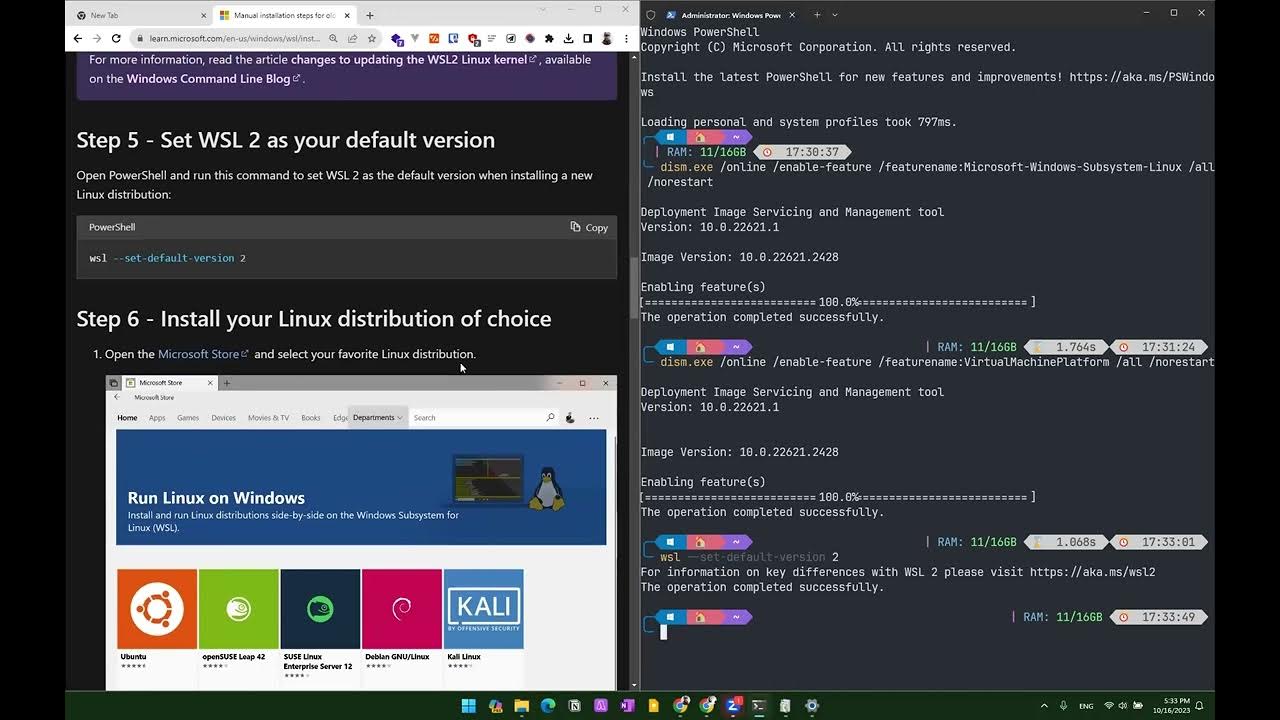 New Tab
Manual installation steps for ol
learn.microsoft.com/en-us/windows/wsl/inst...
For more information, read the article changes to updating the WSL2 Linux kernel, available
on the Windows Command Line Blog.
Step 5 - Set WSL 2 as your default version
Open PowerShell and run this command to set WSL 2 as the default version when installing a new
Linux distribution:
PowerShell
Copy
wsl --set-default-version 2
Step 6 - Install your Linux distribution of choice
1. Open the Microsoft Store and select your favorite Linux distribution.
Microsoft Store
Microsoft Store
Home Apps Games Devices Movies & TV Books Edge Departments Search
Run Linux on Windows
Install and run Linux distributions side-by-side on the Windows Subsystem for
Linux (WSL).
KALI
BY OFFENSIVE SECURITY
Ubuntu
openSUSE Leap 42
SUSE Linux
Enterprise Server 12
Debian GNU/Linux
Kali Linux
Administrator: Windows Pow
Windows PowerShell
Copyright (C) Microsoft Corporation. All rights reserved.
Install the latest PowerShell for new features and improvements! https://aka.ms/PSWindo
ws
Loading personal and system profiles took 797ms.
~
| RAM: 11/16GB 17:30:37
dism.exe /online /enable-feature /featurename:Microsoft-Windows-Subsystem-Linux /all
/norestart
Deployment Image Servicing and Management tool
Version: 10.0.22621.1
Image Version: 10.0.22621.2428
Enabling feature(s)
[==========================100.0%==========================]
The operation completed successfully.
~ | RAM: 11/16GB 1.764s 17:31:24
dism.exe /online /enable-feature /featurename:VirtualMachinePlatform /all /norestart
Deployment Image Servicing and Management tool
Version: 10.0.22621.1
Image Version: 10.0.22621.2428
Enabling feature(s)
[==========================100.0%==========================]
The operation completed successfully.
~ | RAM: 11/16GB 1.068s 17:33:01
wsl --set-default-version 2
For information on key differences with WSL 2 please visit https://aka.ms/wsl2
The operation completed successfully.
~ | RAM: 11/16GB 17:33:49
ENG
5:33 PM
10/16/2023